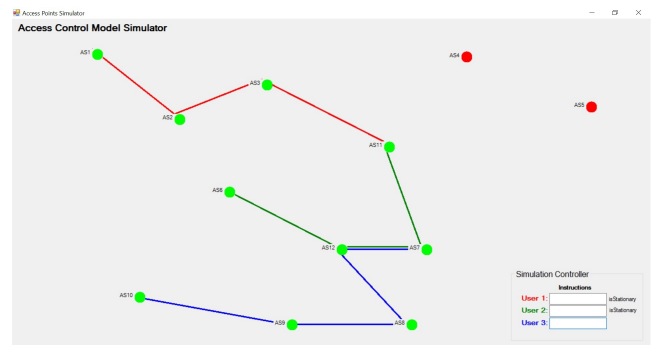 Access Points Simulator
Access Control Model Simulator
AS1
AS4
AS3
AS5
AS2
AS11
AS6
AS12
AS7
AS10
AS9
AS8
Simulation Controller
Instructions
User 1: isStationary
User 2: isStationary
User 3: